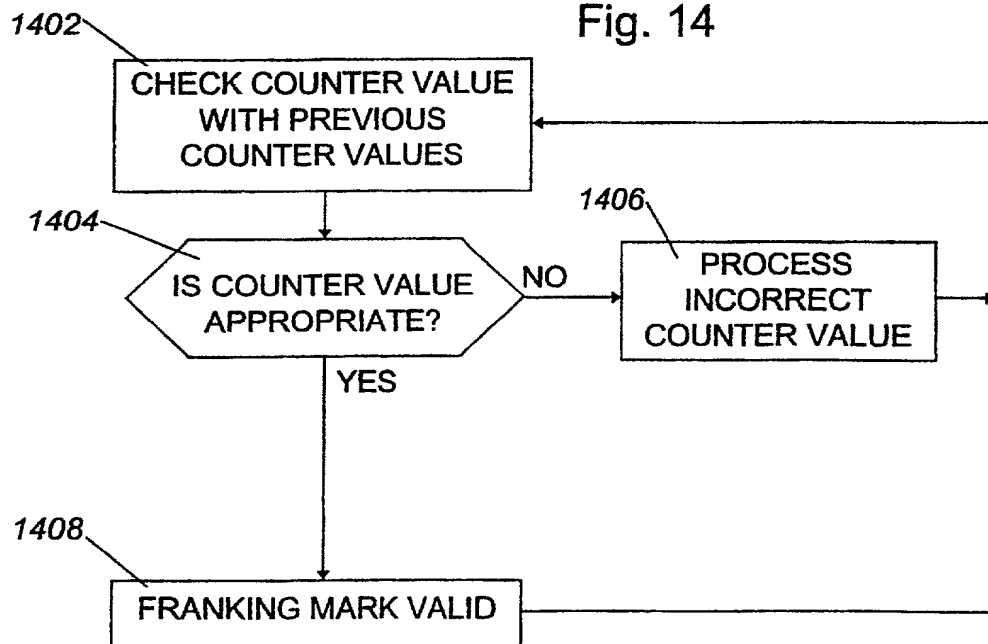 Fig. 14
1402
CHECK COUNTER VALUE
WITH PREVIOUS
COUNTER VALUES
1404
IS COUNTER VALUE
APPROPRIATE?
NO
1406
PROCESS
INCORRECT
COUNTER VALUE
YES
1408
FRANKING MARK VALID